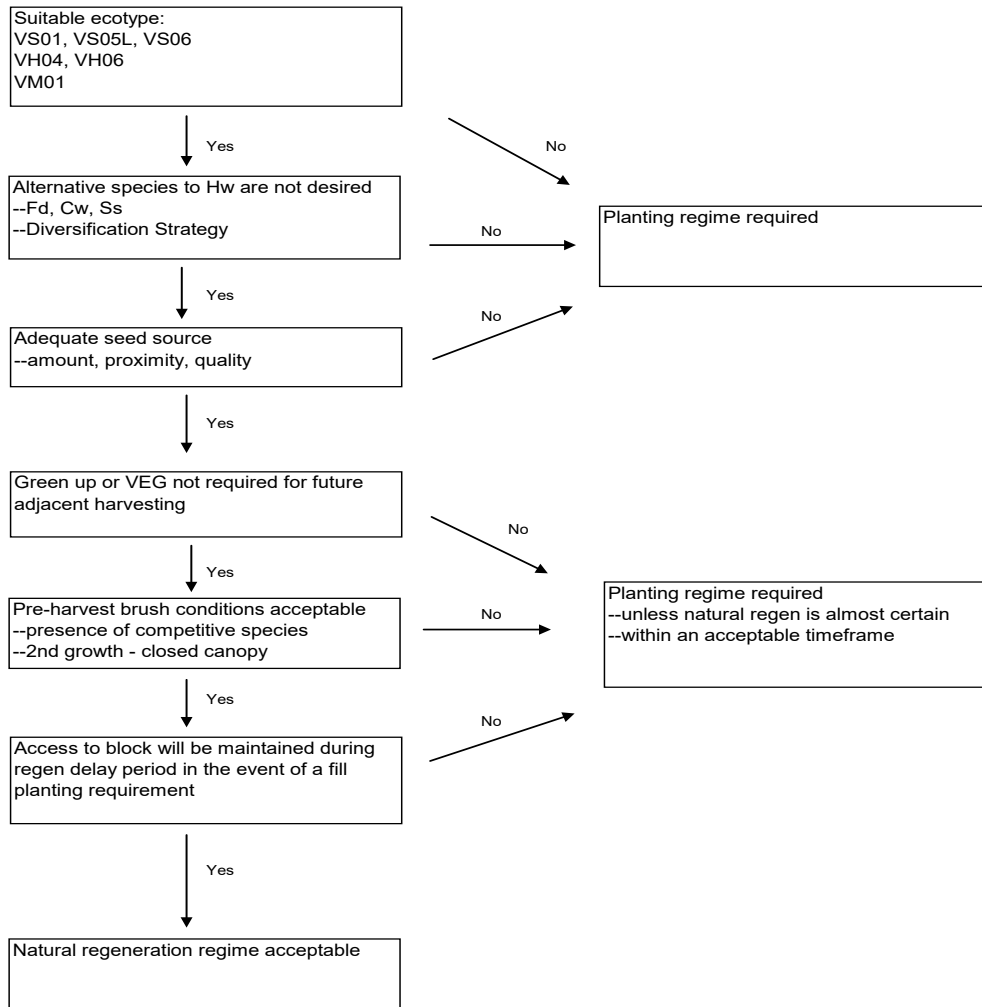 Suitable ecotype:
VS01, VS05L, VS06
VH04, VH06
VM01
Yes
No
Alternative species to Hw are not desired
--Fd, Cw, Ss
--Diversification Strategy
No
Planting regime required
Yes
No
Adequate seed source
--amount, proximity, quality
Yes
Green up or VEG not required for future
adjacent harvesting
No
Yes
Pre-harvest brush conditions acceptable
--presence of competitive species
--2nd growth - closed canopy
No
Planting regime required
--unless natural regen is almost certain
--within an acceptable timeframe
Yes
No
Access to block will be maintained during
regen delay period in the event of a fill
planting requirement
Yes
Natural regeneration regime acceptable